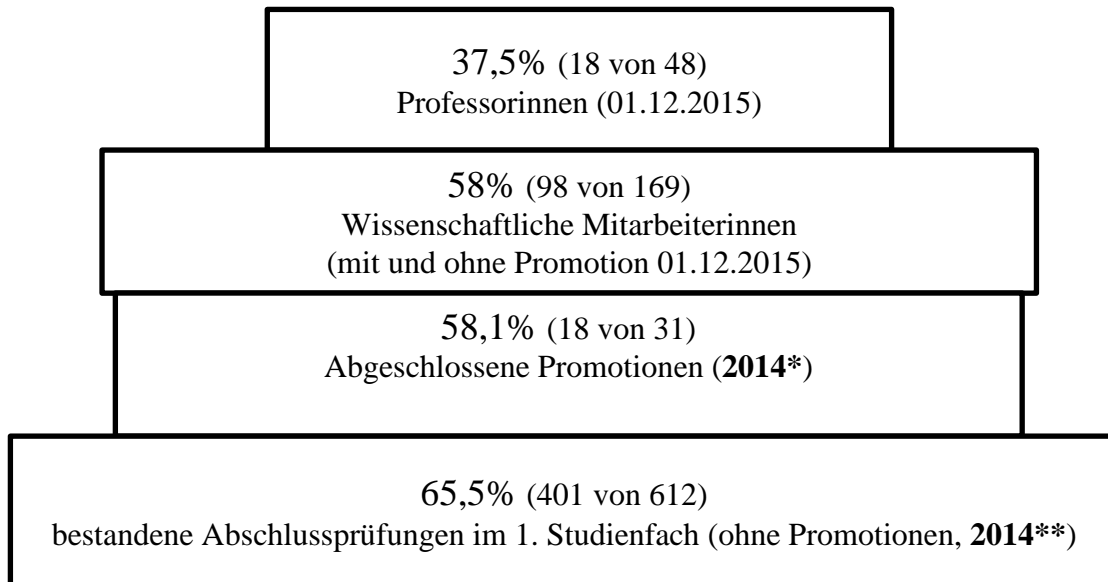 37,5% (18 von 48)
Professorinnen (01.12.2015)
58% (98 von 169)
Wissenschaftliche Mitarbeiterinnen
(mit und ohne Promotion 01.12.2015)
58,1% (18 von 31)
Abgeschlossene Promotionen (2014*)
65,5% (401 von 612)
bestandene Abschlussprüfungen im 1. Studienfach (ohne Promotionen, 2014**)